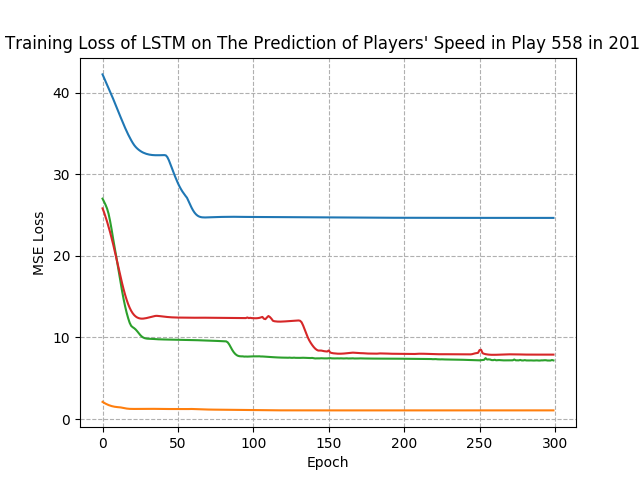 Training Loss of LSTM on The Prediction of Players' Speed in Play 558 in 201
MSE Loss
40
30
20
10
0
0 50 100 150 200 250 300
Epoch